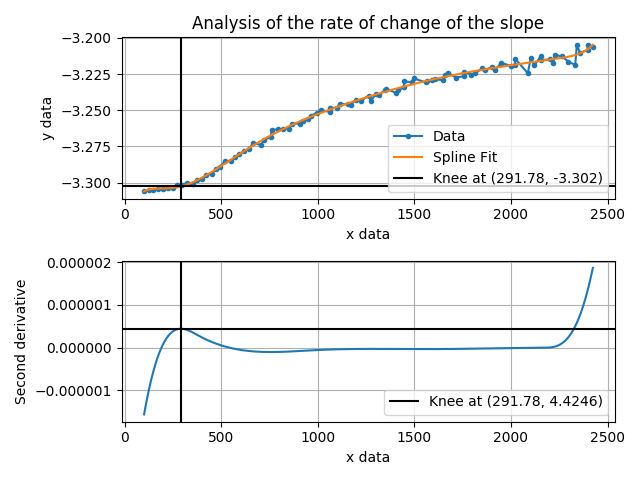 Analysis of the rate of change of the slope
−3.200
−3.225
−3.250
−3.275
−3.300
y data
Data
Spline Fit
Knee at (291.78, -3.302)
0 500 1000 1500 2000 2500
x data
0.000002
0.000001
0.000000
−0.000001
Second derivative
Knee at (291.78, 4.4246)
0 500 1000 1500 2000 2500
x data